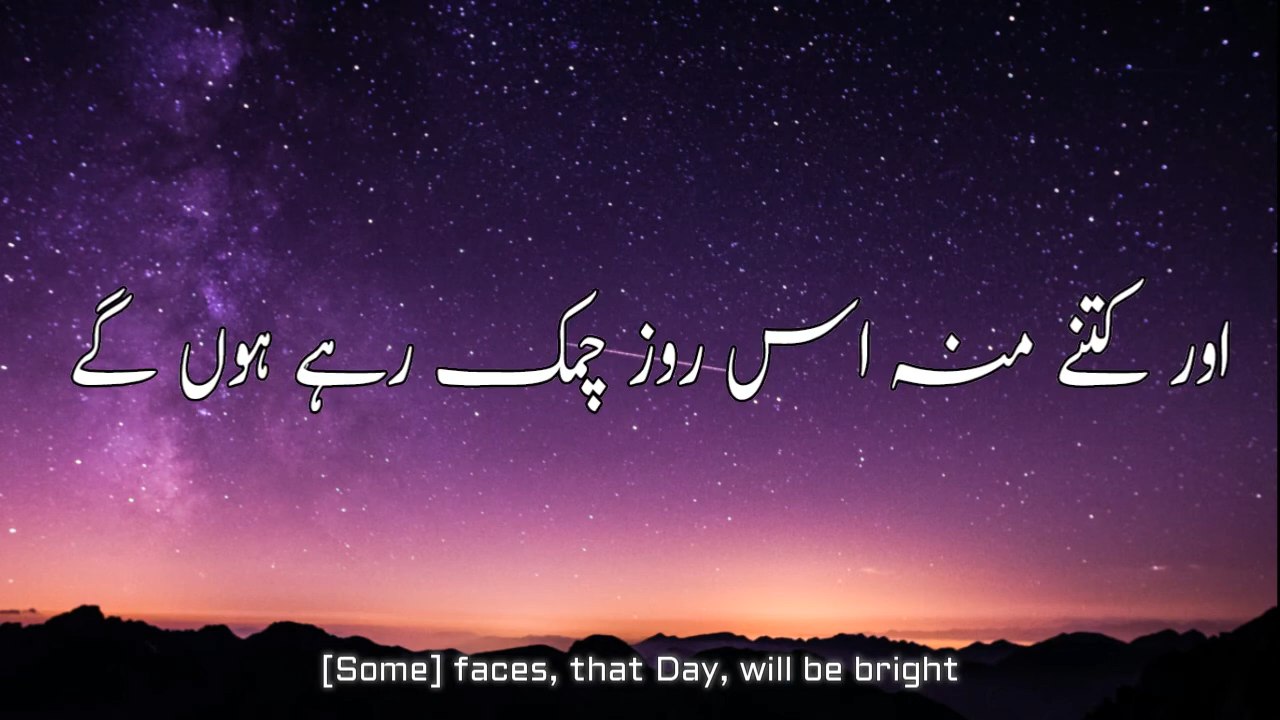 اور کتنے منہ اس روز چمک رہے ہوں گے
[Some] faces, that Day, will be bright